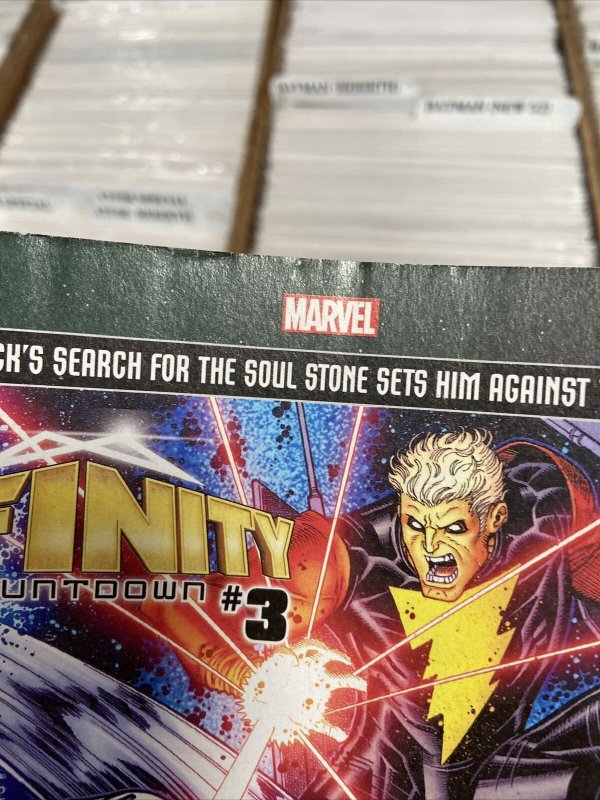 MARVEL
CK'S SEARCH FOR THE SOUL STONE SETS HIM AGAINST
FINITY
UNTDOWN #3